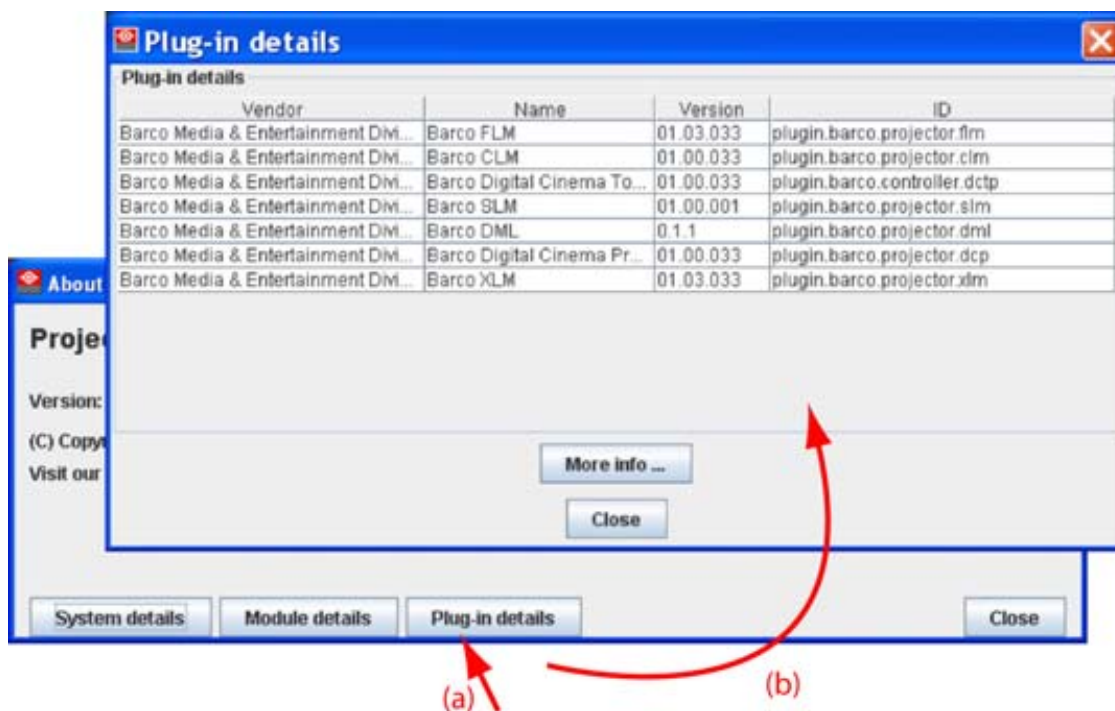 Plug-in details
Plug-in details
Vendor Name Version ID
Barco Media & Entertainment Divi... Barco FLM 01.03.033 plugin.barco.projector.flm
Barco Media & Entertainment Divi... Barco CLM 01.00.033 plugin.barco.projector.clm
Barco Media & Entertainment Divi... Barco Digital Cinema To... 01.00.033 plugin.barco.controller.dctp
Barco Media & Entertainment Divi... Barco SLM 01.00.001 plugin.barco.projector.slm
Barco Media & Entertainment Divi... Barco DML 0.1.1 plugin.barco.projector.dml
Barco Media & Entertainment Divi... Barco Digital Cinema Pr... 01.00.033 plugin.barco.projector.dcp
Barco Media & Entertainment Divi... Barco XLM 01.03.033 plugin.barco.projector.xlm
About
Projec
Version:
(C) Copy
Visit our
More info ...
Close
System details Module details Plug-in details Close
(a) (b)